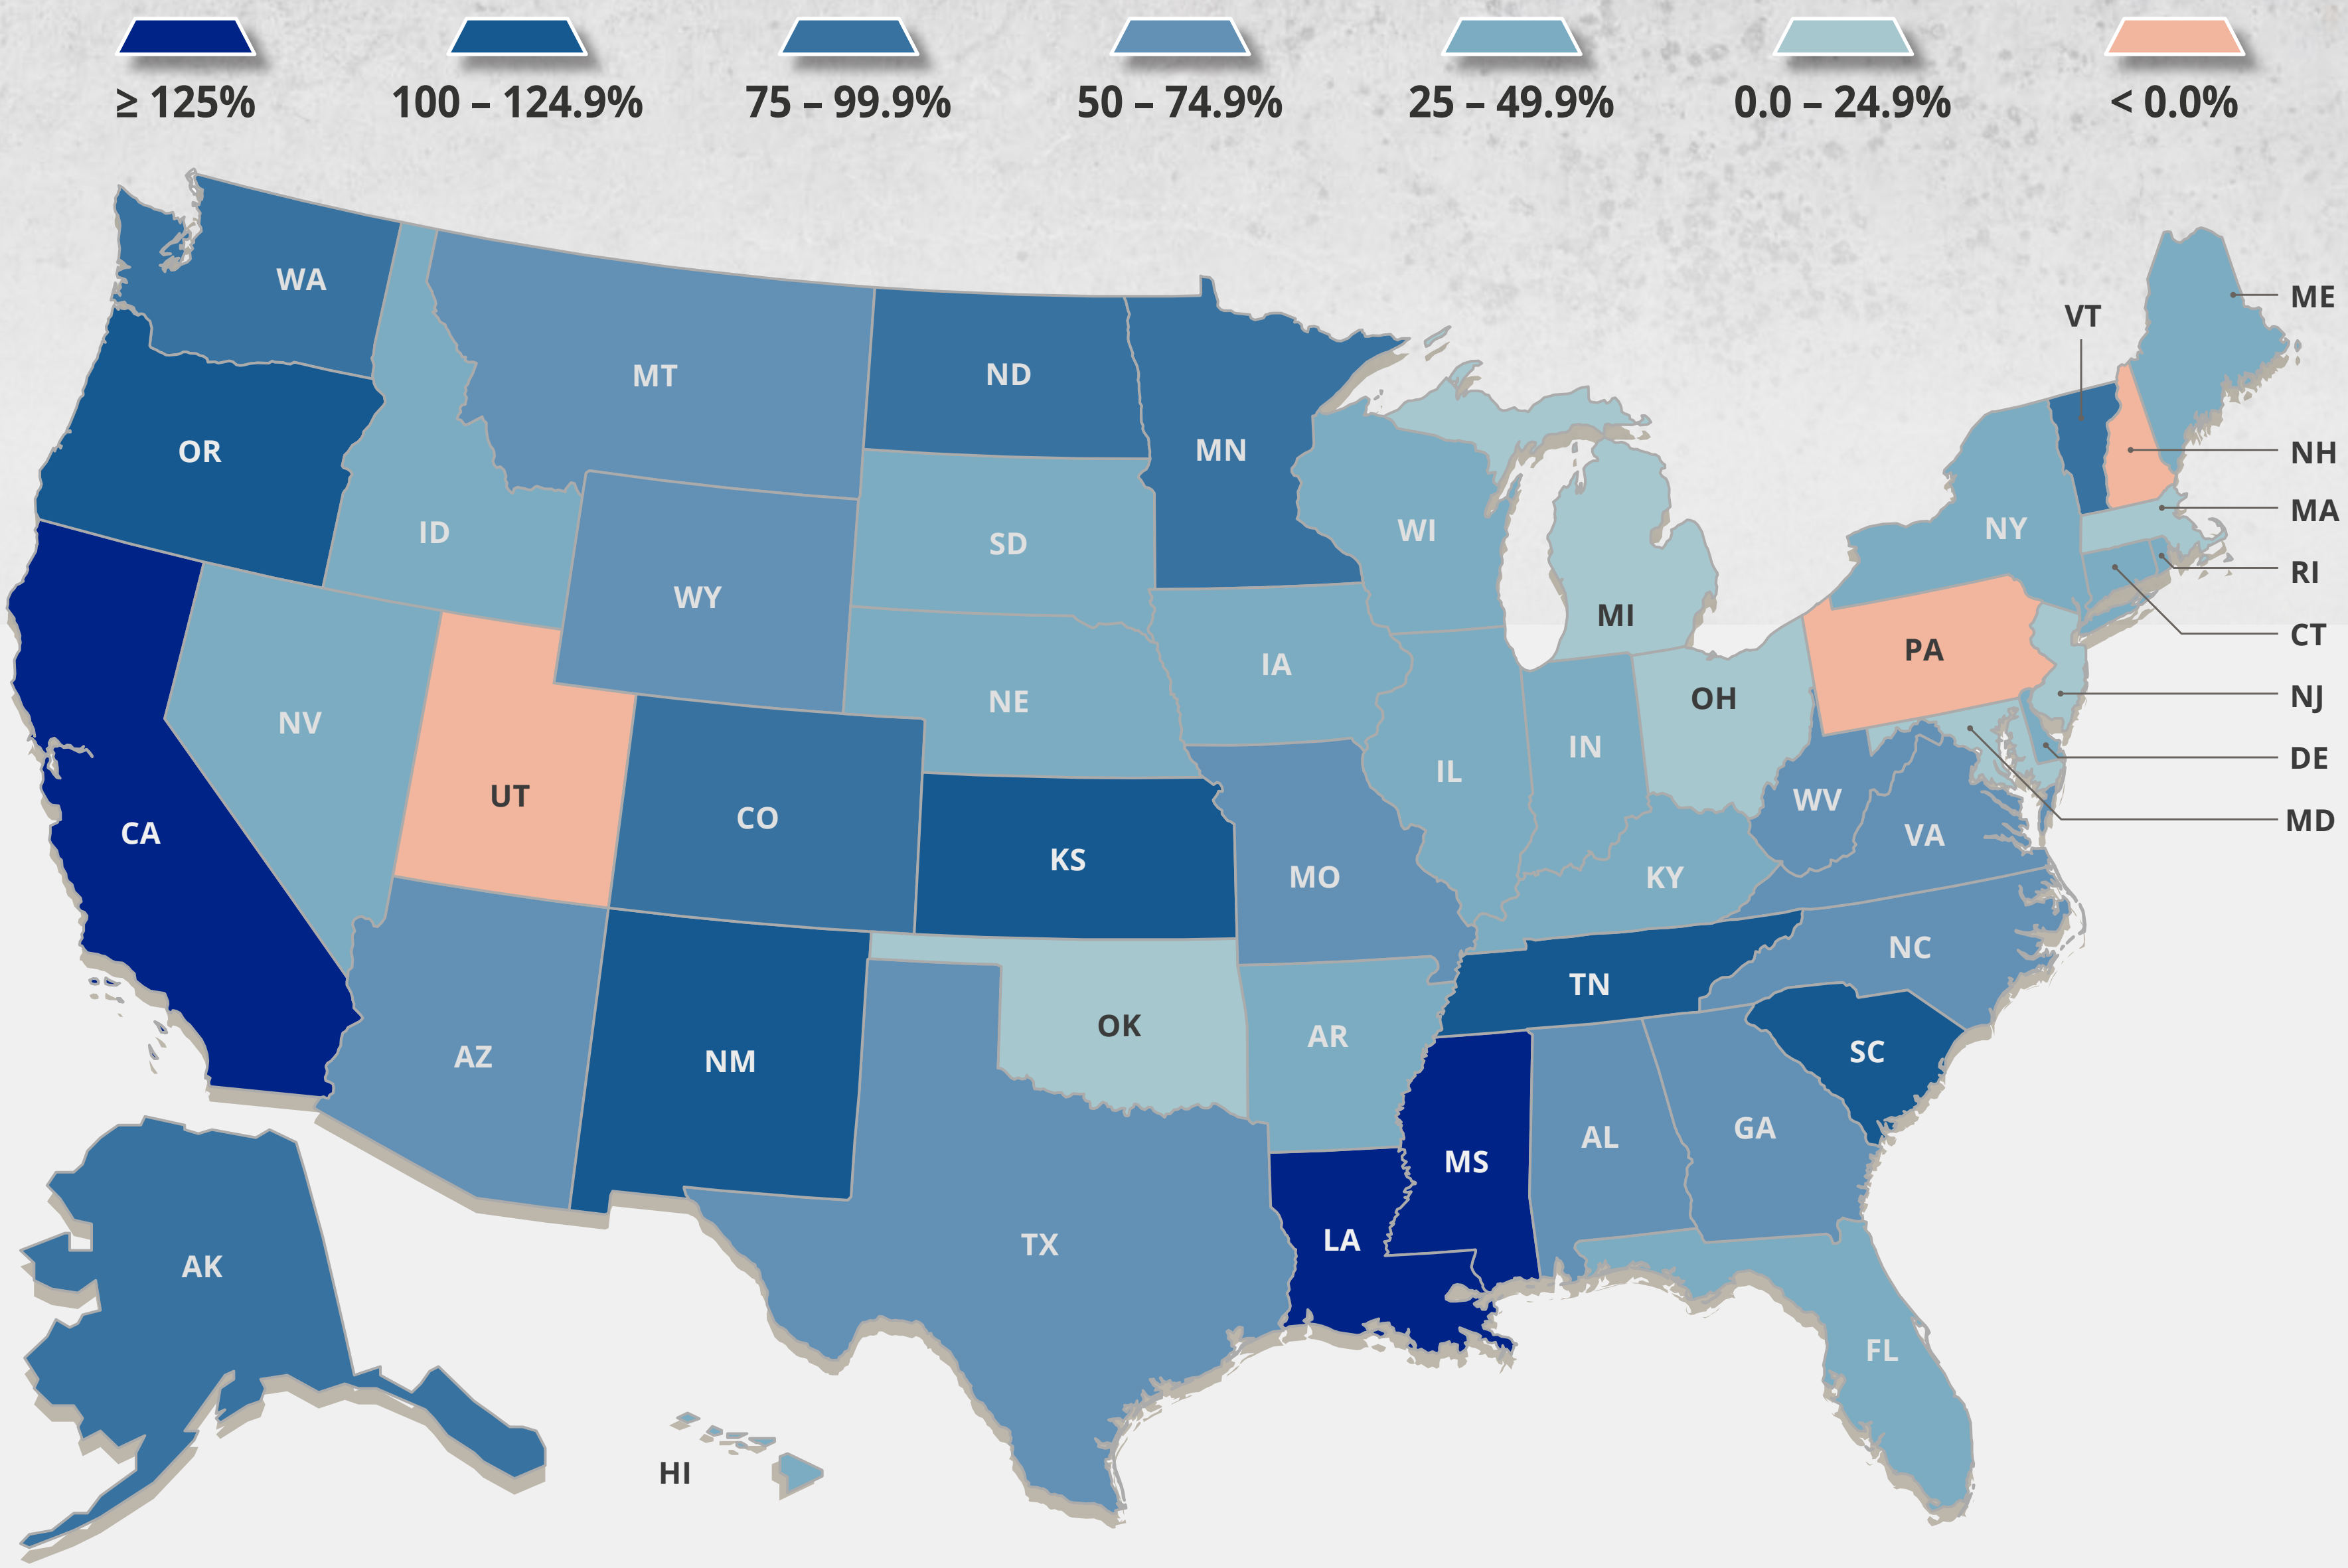 ≥ 125%
100 – 124.9%
75 – 99.9%
50 – 74.9%
25 – 49.9%
0.0 – 24.9%
< 0.0%
WA
MT
ND
MN
VT
ME
OR
ID
WY
SD
WI
MI
NY
NH
MA
RI
CT
NV
UT
CO
NE
IA
IL
IN
OH
PA
NJ
DE
MD
CA
KS
MO
KY
WV
VA
AZ
NM
OK
AR
TN
NC
SC
TX
LA
MS
AL
GA
FL
AK
HI